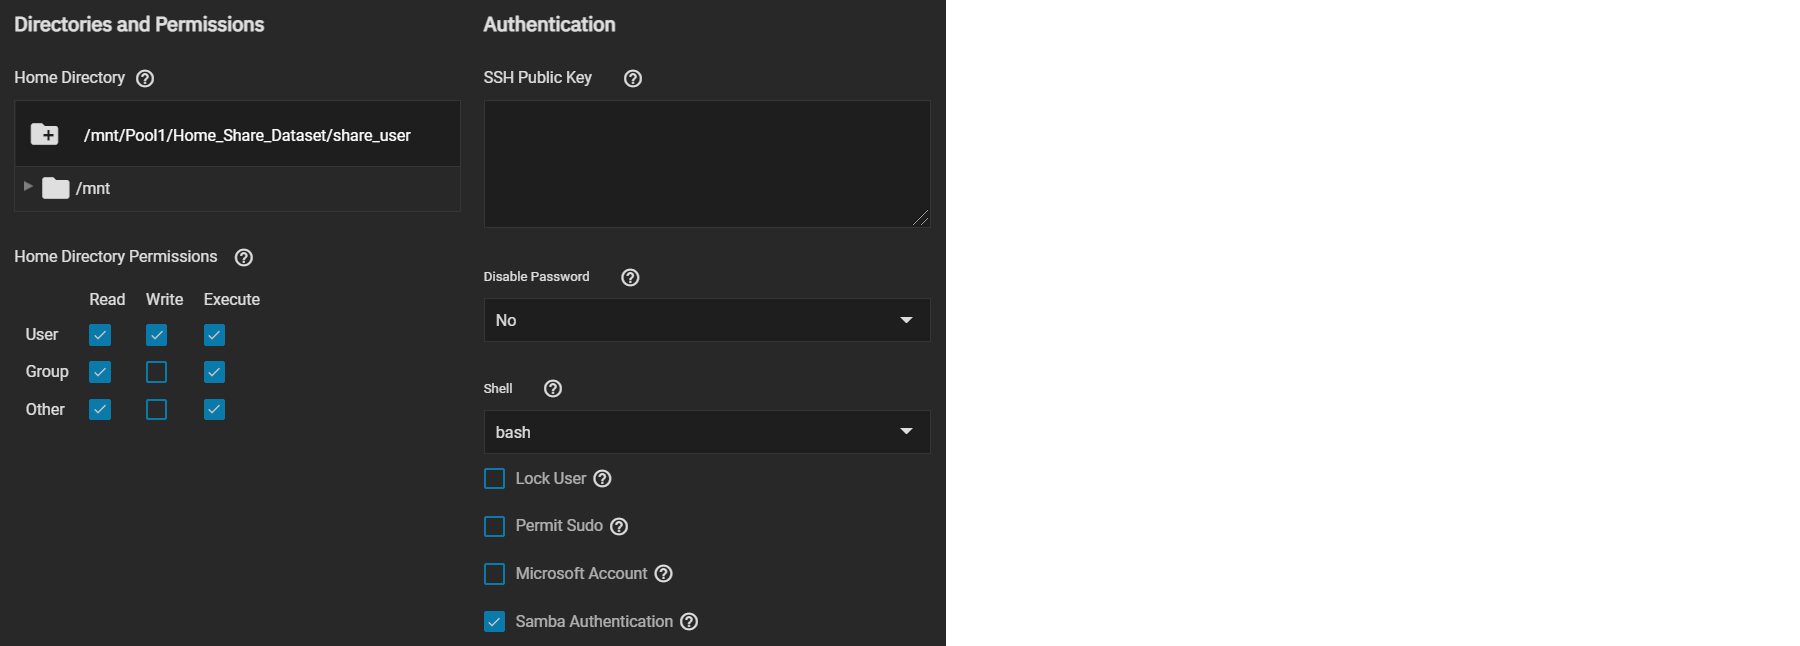 Directories and Permissions
Home Directory
/mnt/Pool1/Home_Share_Dataset/share_user
/mnt
Home Directory Permissions
Read Write Execute
User
Group
Other
Authentication
SSH Public Key
Disable Password
No
Shell
bash
Lock User
Permit Sudo
Microsoft Account
Samba Authentication